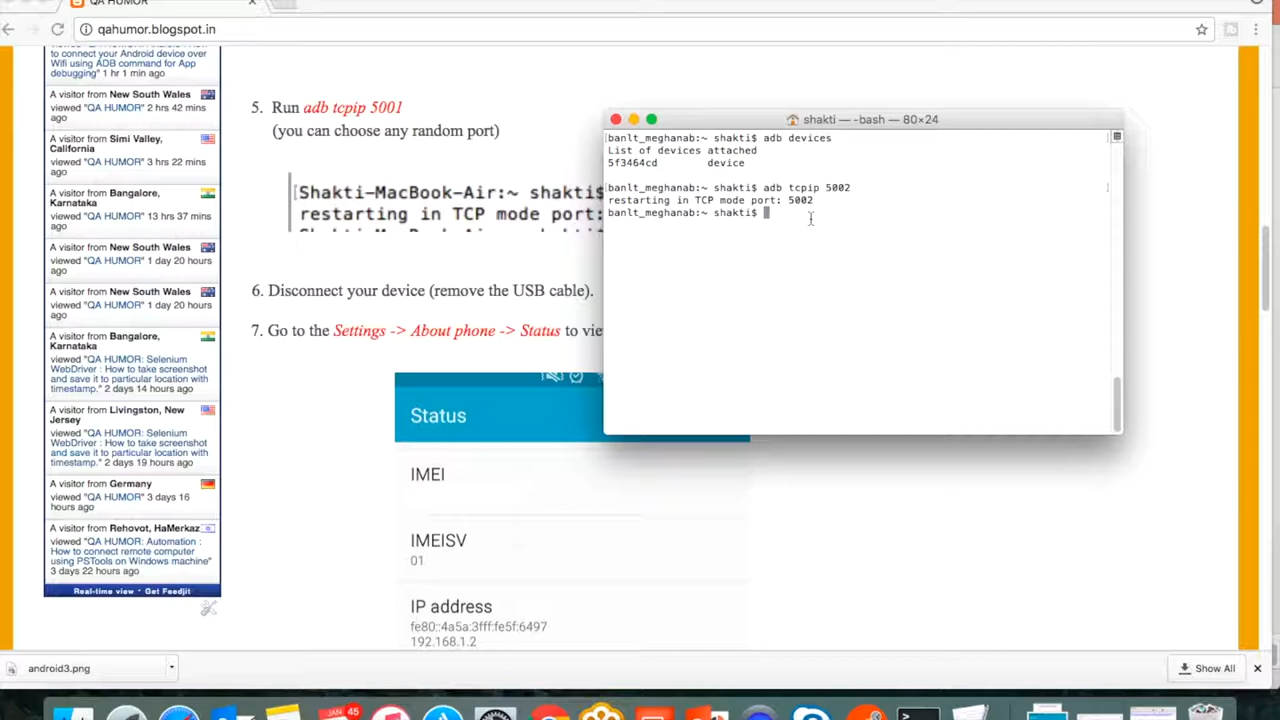 QA HUMOR
qahumor.blogspot.in
to connect your Android device over
Wifi using ADB command for App
debugging" 1 hr 1 min ago
A visitor from New South Wales
viewed "QA HUMOR" 2 hrs 42 mins
ago
A visitor from Simi Valley,
California
viewed "QA HUMOR" 3 hrs 22 mins
ago
A visitor from Bangarore,
Karnataka
viewed "QA HUMOR" 13 hrs 37 mins
ago
A visitor from New South Wales
viewed "QA HUMOR" 1 day 20 hours
ago
A visitor from New South Wales
viewed "QA HUMOR" 1 day 20 hours
ago
A visitor from Bangarore,
Karnataka
viewed "QA HUMOR: Selenium
WebDriver : How to take screenshot
and save it to particular location with
timestamp." 2 days 14 hours ago
A visitor from Livingston, New
Jersey
viewed "QA HUMOR: Selenium
WebDriver : How to take screenshot
and save it to particular location with
timestamp." 2 days 19 hours ago
A visitor from Germany
viewed "QA HUMOR" 3 days 16
hours ago
A visitor from Rehovot, HaMerkaz
viewed "QA HUMOR: Automation :
How to connect remote computer
using PSTools on Windows machine"
3 days 22 hours ago
Real-time view · Get Feedjit
5. Run adb tcpip 5001
(you can choose any random port)
Shakti-MacBook-Air:~ shakti$
restarting in TCP mode port:
6. Disconnect your device (remove the USB cable).
7. Go to the Settings -> About phone -> Status to vie
Status
IMEI
IMEISV
01
IP address
fe80::4a5a:3fff:fe5f:6497
192.168.1.2
shakti — -bash — 80×24
banlt_meghanab:~ shakti$ adb devices
List of devices attached
5f3464cd device
banlt_meghanab:~ shakti$ adb tcpip 5002
restarting in TCP mode port: 5002
banlt_meghanab:~ shakti$
android3.png
Show All
JAN 45